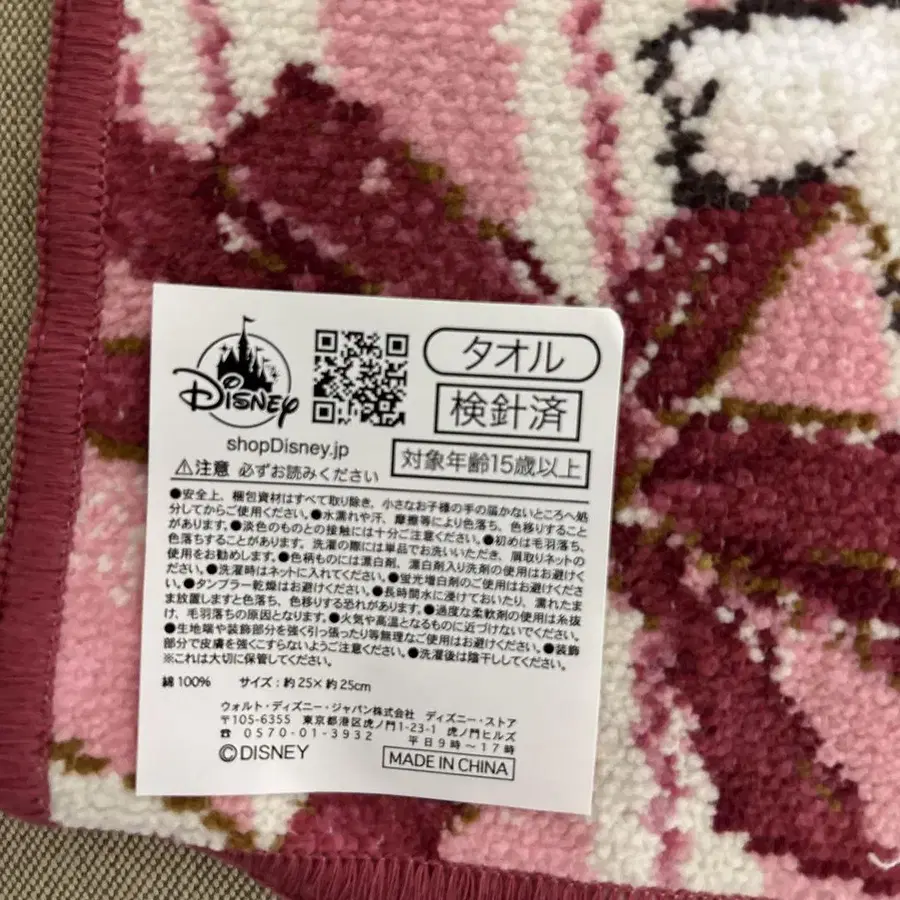 Disney
タオル
検針済
shopDisney.jp
対象年齢15歳以上
⚠注意 必ずお読みください
●安全上、梱包資材はすべて取り除き、小さなお子様の手の届かないところへ処
分してからご使用ください。●水濡れや汗、摩擦等により色落ち、色移りすること
があります。●淡色のものとの接触には十分ご注意ください。●初めは毛羽落ち、
色落ちすることがあります。洗濯の際には単品でお洗いいただき、屑取りネットの
使用をお勧めします。●色柄ものには漂白剤、漂白剤入り洗剤の使用はお避けくだ
さい。●洗濯時はネットに入れてください。●蛍光増白剤のご使用はお避けください。
●タンブラー乾燥はお避けください。●長時間水に浸けておいたり、濡れたま
ま放置しますと色落ち、色移りする恐れがあります。●過度な柔軟剤の使用は糸抜
け、毛羽落ちの原因となります。●火気や高温となるものに近づけないでください。
●生地端や装飾部分を強く引っ張ったり等無理なご使用はお避けください。●装飾
部分で皮膚を強くこすらないようご注意ください。●洗濯後は陰干ししてください。
※これは大切に保管してください。
綿100% サイズ：約25×約25cm
ウォルト・ディズニー・ジャパン株式会社 ディズニー・ストア
〒105-6355 東京都港区虎ノ門1-23-1 虎ノ門ヒルズ
☎ 0570-01-3932 平日9時〜17時
©DISNEY
MADE IN CHINA